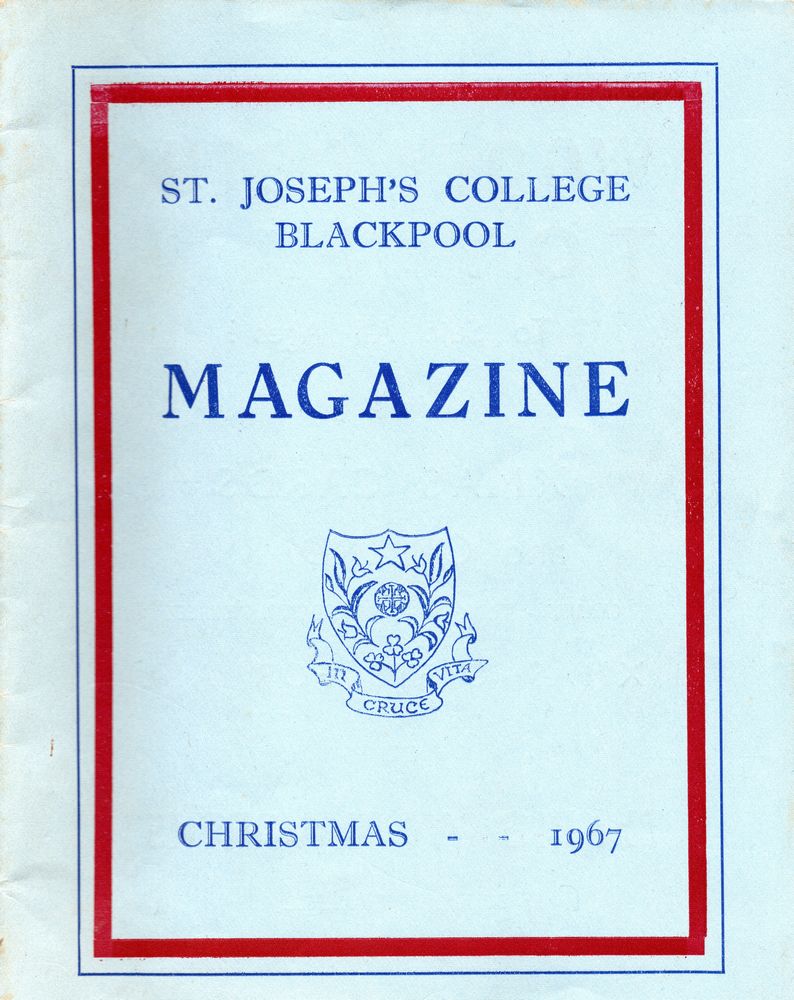 ST. JOSEPH'S COLLEGE
BLACKPOOL
MAGAZINE
IN CRUCE VITA
CHRISTMAS - - 1967